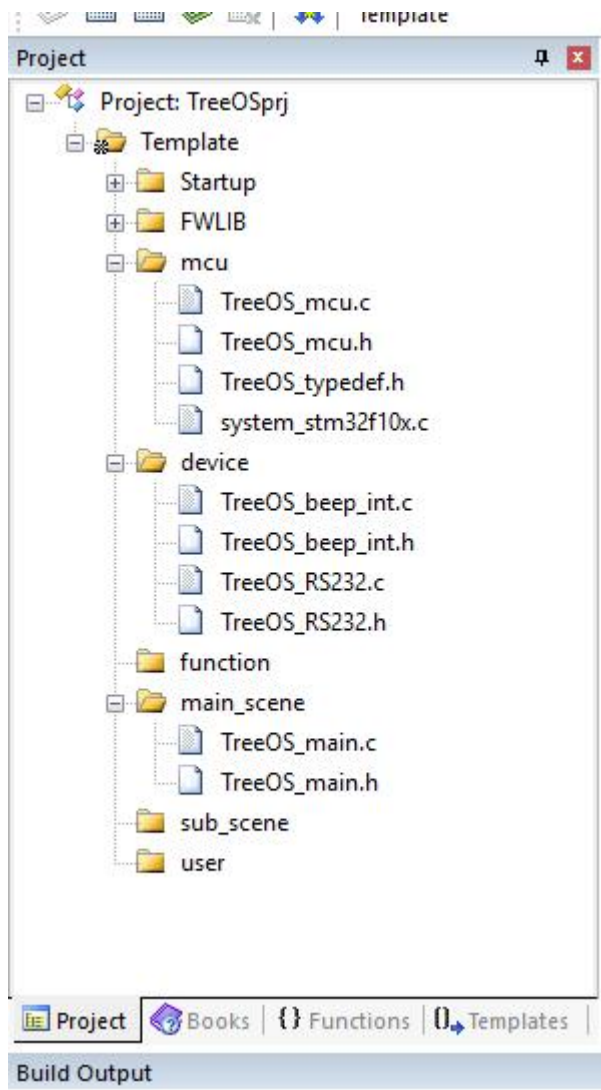 Template
Project
Project: TreeOSprj
Template
Startup
FWLIB
mcu
TreeOS_mcu.c
TreeOS_mcu.h
TreeOS_typedef.h
system_stm32f10x.c
device
TreeOS_beep_int.c
TreeOS_beep_int.h
TreeOS_RS232.c
TreeOS_RS232.h
function
main_scene
TreeOS_main.c
TreeOS_main.h
sub_scene
user
Project Books {} Functions 0 Templates
Build Output